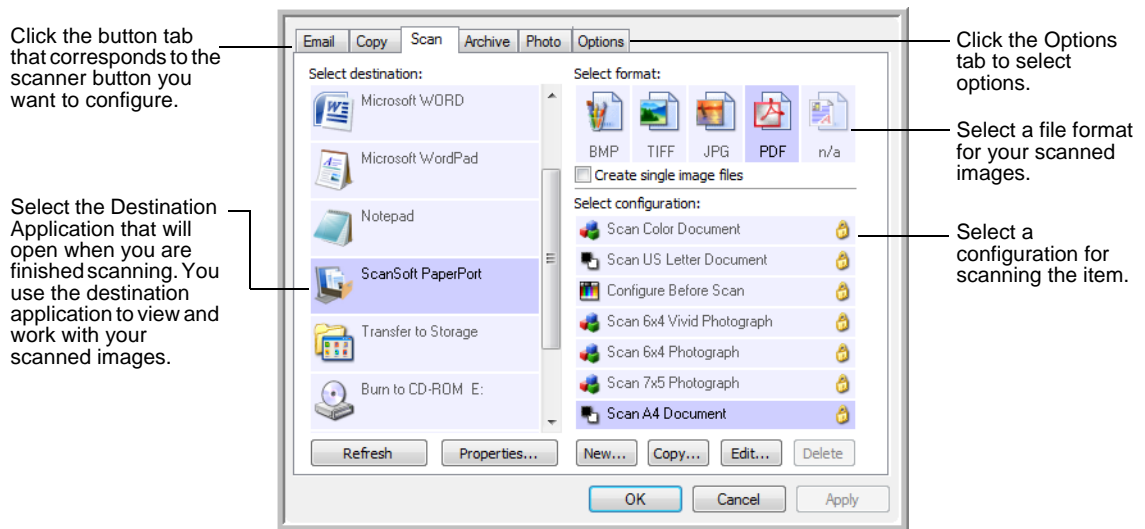 Click the button tab
that corresponds to the
scanner button you
want to configure.
Select the Destination
Application that will
open when you are
finished scanning. You
use the destination
application to view and
work with your
scanned images.
Email Copy Scan Archive Photo Options
Select destination:
Microsoft WORD
Microsoft WordPad
Notepad
ScanSoft PaperPort
Transfer to Storage
Burn to CD-ROM E:
Refresh Properties...
Select format:
BMP TIFF JPG PDF n/a
Create single image files
Select configuration:
Scan Color Document
Scan US Letter Document
Configure Before Scan
Scan 6x4 Vivid Photograph
Scan 6x4 Photograph
Scan 7x5 Photograph
Scan A4 Document
New... Copy... Edit... Delete
OK Cancel Apply
Click the Options
tab to select
options.
Select a file format
for your scanned
images.
Select a
configuration for
scanning the item.